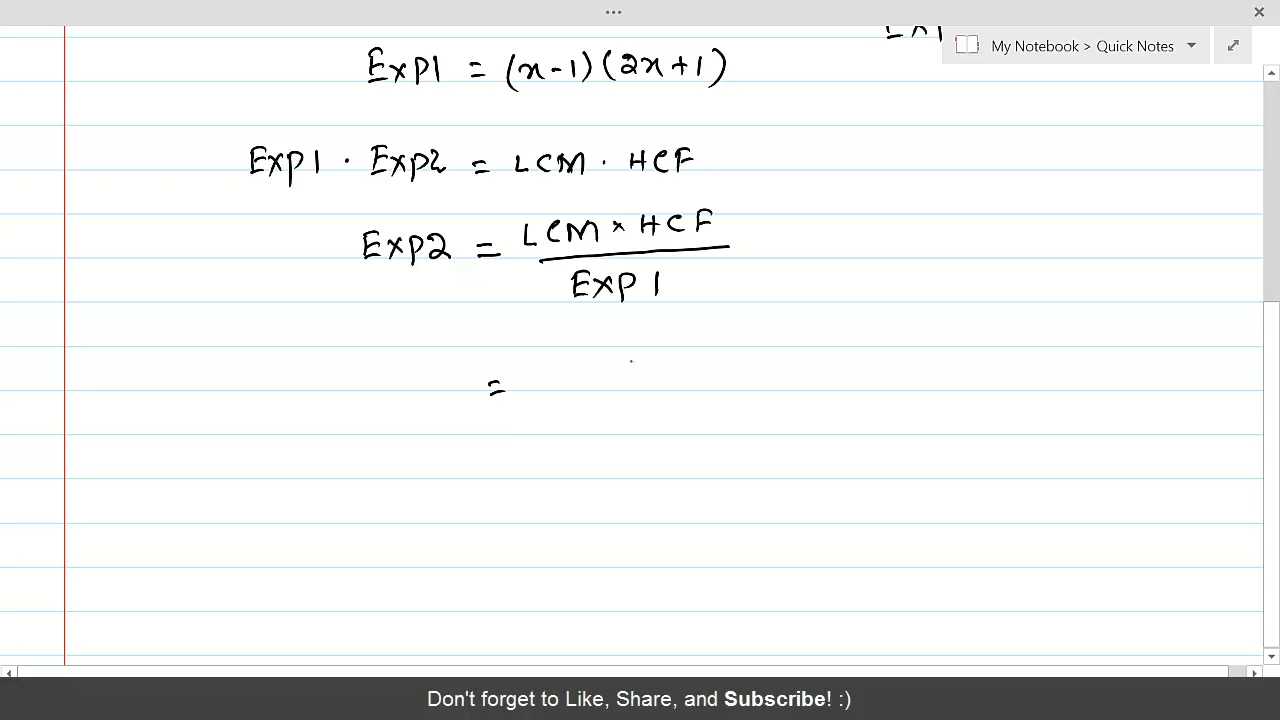 My Notebook > Quick Notes
Exp1 = (x-1)(2x+1)
Exp1 · Exp2 = LCM · HCF
Exp2 = LCM × HCF
Exp 1
=
Don't forget to Like, Share, and Subscribe! :)